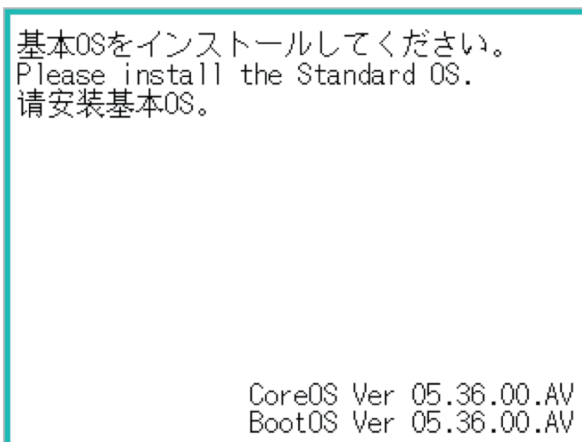 基本OSをインストールしてください。
Please install the Standard OS.
请安装基本OS。
CoreOS Ver 05.36.00.AV
BootOS Ver 05.36.00.AV